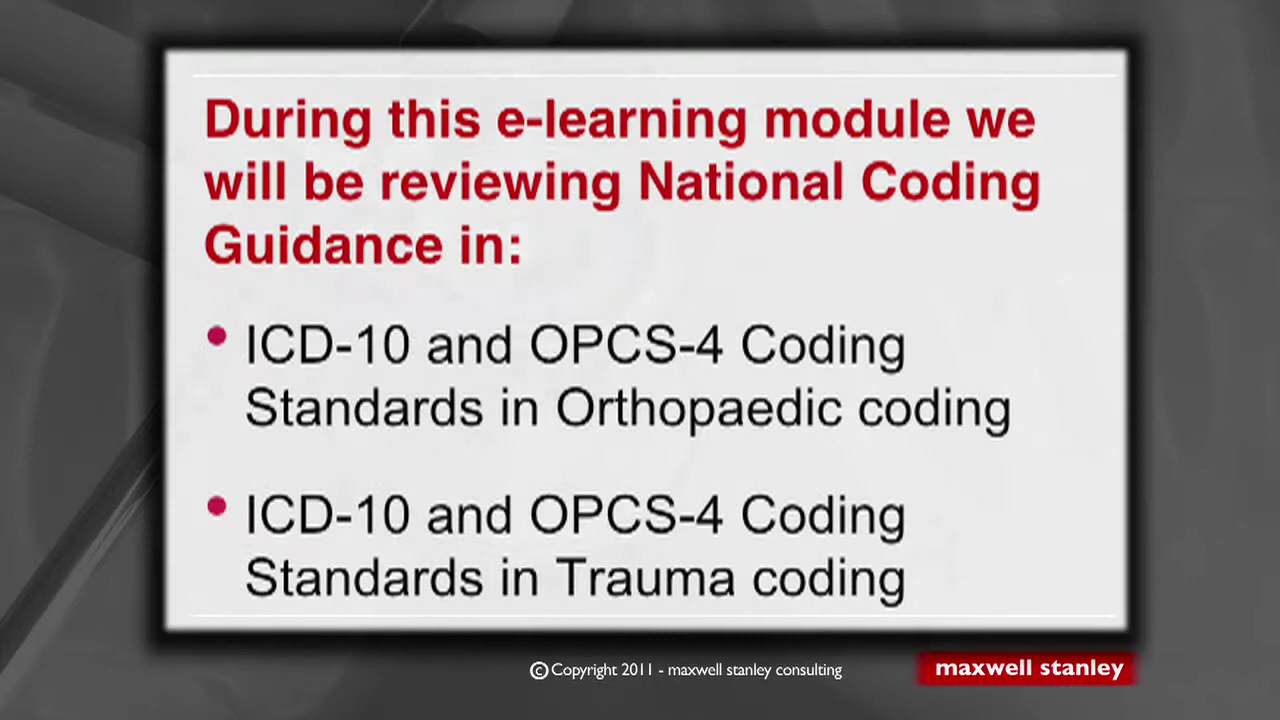 During this e-learning module we
will be reviewing National Coding
Guidance in:
• ICD-10 and OPCS-4 Coding
Standards in Orthopaedic coding
• ICD-10 and OPCS-4 Coding
Standards in Trauma coding
©Copyright 2011 - maxwell stanley consulting
maxwell stanley